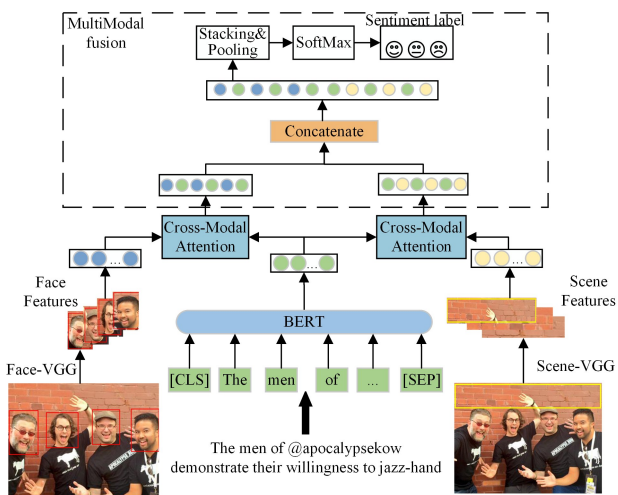 MultiModal
fusion
Stacking&
Pooling
SoftMax
Sentiment label
Concatenate
Cross-Modal
Attention
Cross-Modal
Attention
...
...
...
Face
Features
Scene
Features
BERT
Face-VGG
Scene-VGG
[CLS]
The
men
of
...
[SEP]
The men of @apocalypsekow
demonstrate their willingness to jazz-hand